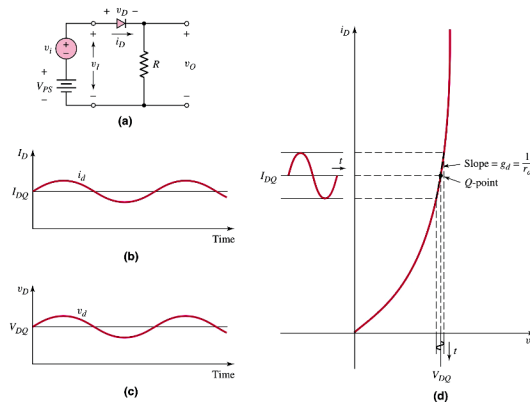 + v_D −
i_D
+
+
+
−
v_i
v_I
R
v_O
+
V_PS
−
−
−
(a)
I_D
i_d
I_DQ
Time
(b)
v_D
v_d
V_DQ
Time
(c)
i_D
t
Slope = g_d = 1
r_d
I_DQ
Q-point
t
V_DQ
v
(d)